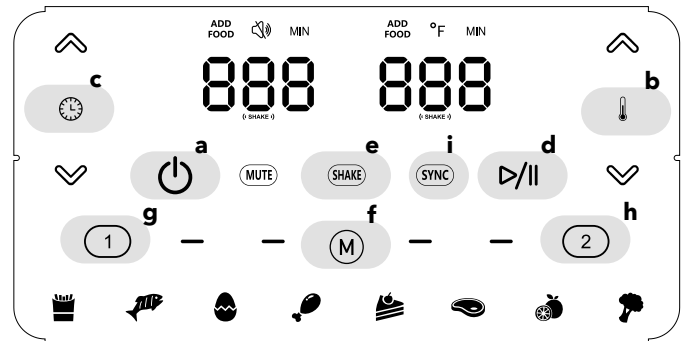 ADD FOOD MIN ADD FOOD °F MIN
888 888
(( SHAKE )) (( SHAKE ))
c b
a e i d
MUTE SHAKE SYNC
g f h
1 M 2